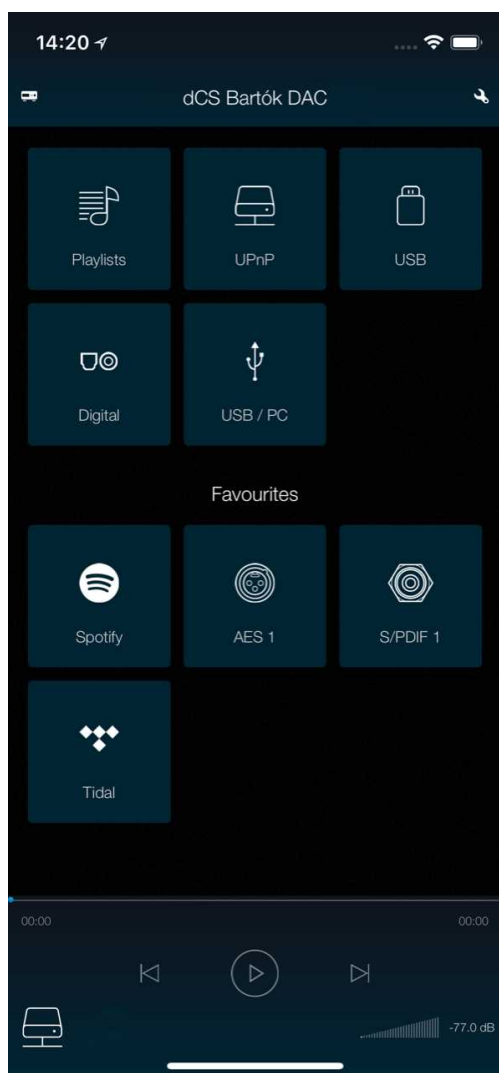 14:20
dCS Bartók DAC
Playlists
UPnP
USB
Digital
USB / PC
Favourites
Spotify
AES 1
S/PDIF 1
Tidal
00:00
00:00
-77.0 dB